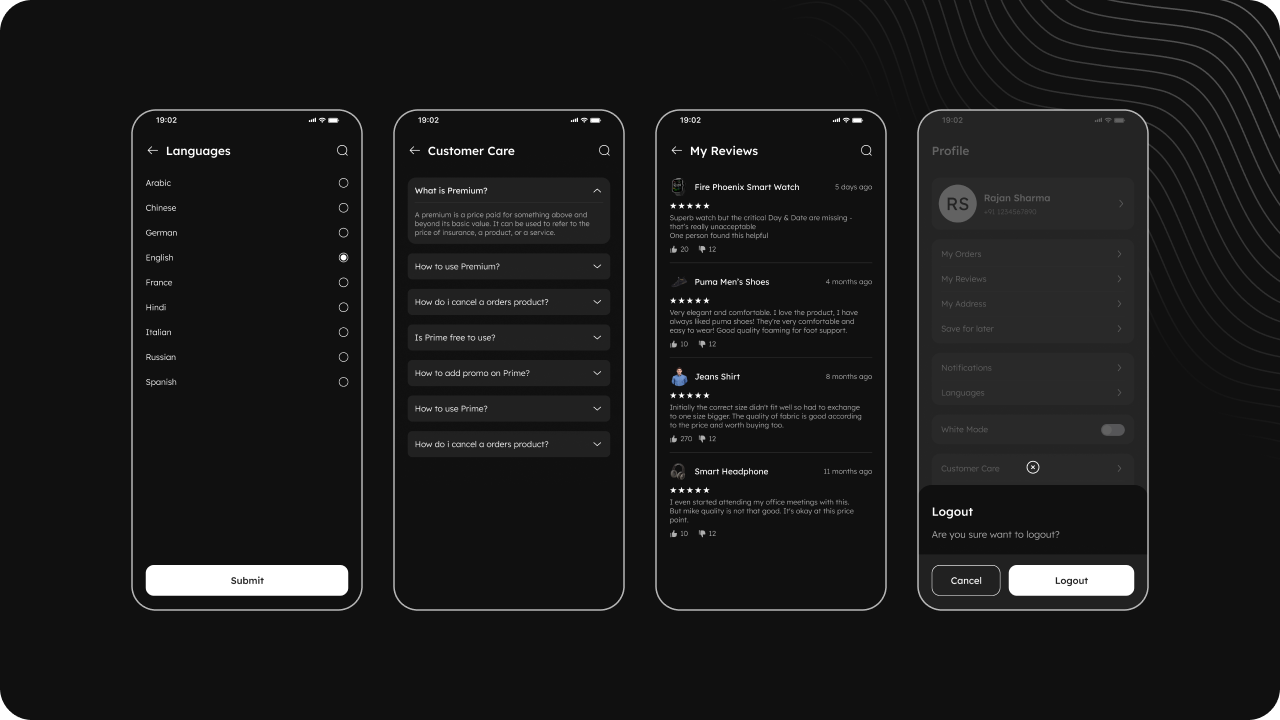 19:02
Languages
Arabic
Chinese
German
English
France
Hindi
Italian
Russian
Spanish
Submit
19:02
Customer Care
What is Premium?
A premium is a price paid for something above and
beyond its basic value. It can be used to refer to the
price of insurance, a product, or a service.
How to use Premium?
How do i cancel a orders product?
Is Prime free to use?
How to add promo on Prime?
How to use Prime?
How do i cancel a orders product?
19:02
My Reviews
Fire Phoenix Smart Watch 5 days ago
Superb watch but the critical Day & Date are missing -
that's really unacceptable
One person found this helpful
20 12
Puma Men's Shoes 4 months ago
Very elegant and comfortable. I love the product, I have
always liked puma shoes! They're very comfortable and
easy to wear! Good quality foaming for foot support.
10 12
Jeans Shirt 8 months ago
Initially the correct size didn't fit well so had to exchange
to one size bigger. The quality of fabric is good according
to the price and worth buying too.
270 12
Smart Headphone 11 months ago
I even started attending my office meetings with this.
But mike quality is not that good. It's okay at this price
point.
10 12
19:02
Profile
RS
Rajan Sharma
+91 1234567890
My Orders
My Reviews
My Address
Save for later
Notifications
Languages
White Made
Customer Care
Logout
Are you sure want to logout?
Cancel
Logout